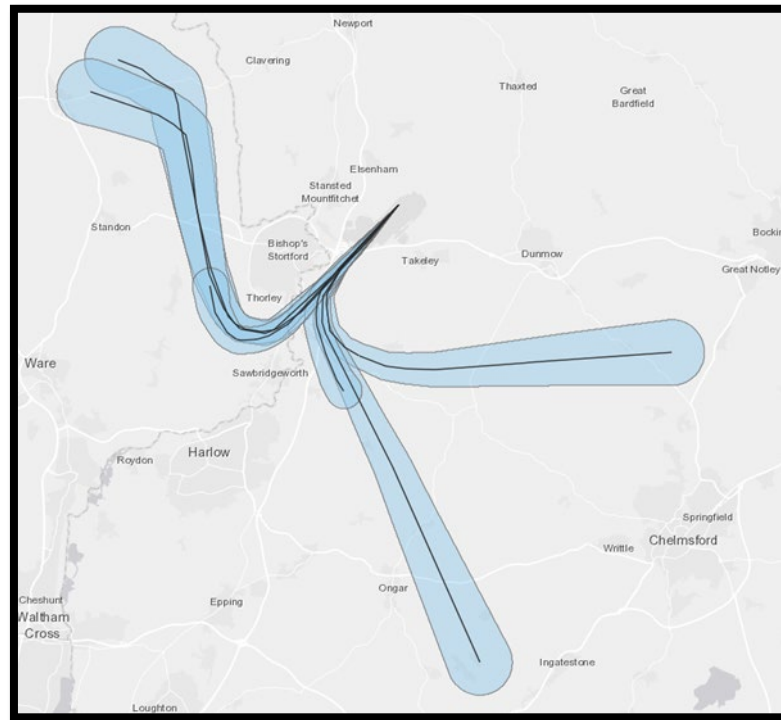 Newport
Clavering
Thaxted
Great
Bardfield
Elsenham
Stansted
Mountfitchet
Standon
Bishop's
Stortford
Takeley
Dunmow
Bockin
Great Notley
Thorley
Ware
Sawbridgeworth
Harlow
Roydon
Springfield
Chelmsford
Writtle
Ongar
Cheshunt
Epping
Waltham
Cross
Ingatestone
Loughton